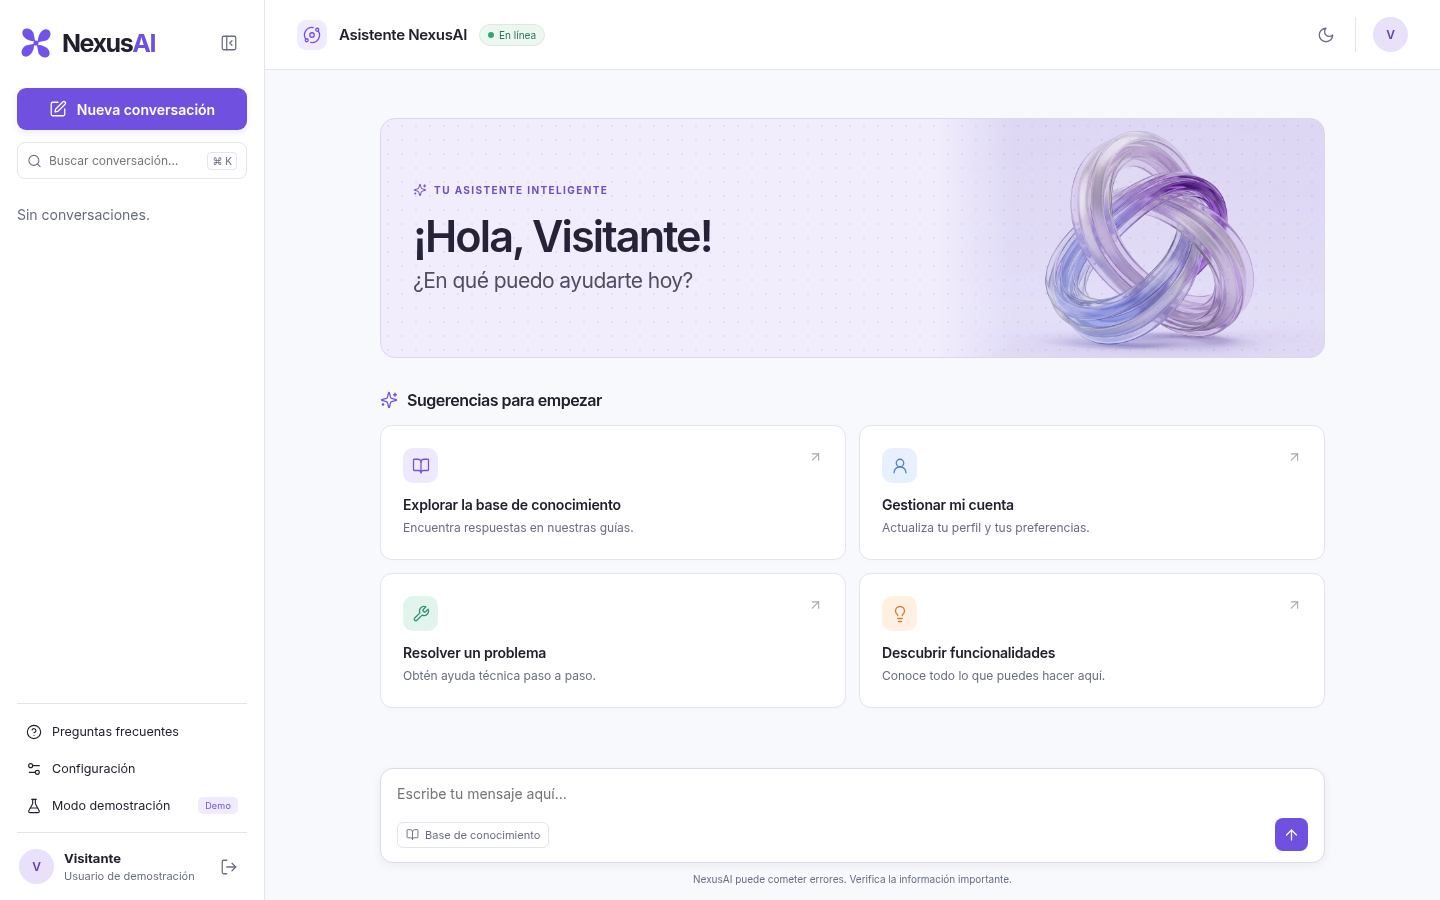 NexusAI
Nueva conversación
Buscar conversación...
⌘ K
Sin conversaciones.
Preguntas frecuentes
Configuración
Modo demostración
Demo
V
Visitante
Usuario de demostración
Asistente NexusAI
En línea
V
TU ASISTENTE INTELIGENTE
¡Hola, Visitante!
¿En qué puedo ayudarte hoy?
Sugerencias para empezar
Explorar la base de conocimiento
Encuentra respuestas en nuestras guías.
Gestionar mi cuenta
Actualiza tu perfil y tus preferencias.
Resolver un problema
Obtén ayuda técnica paso a paso.
Descubrir funcionalidades
Conoce todo lo que puedes hacer aquí.
Escribe tu mensaje aquí...
Base de conocimiento
NexusAI puede cometer errores. Verifica la información importante.